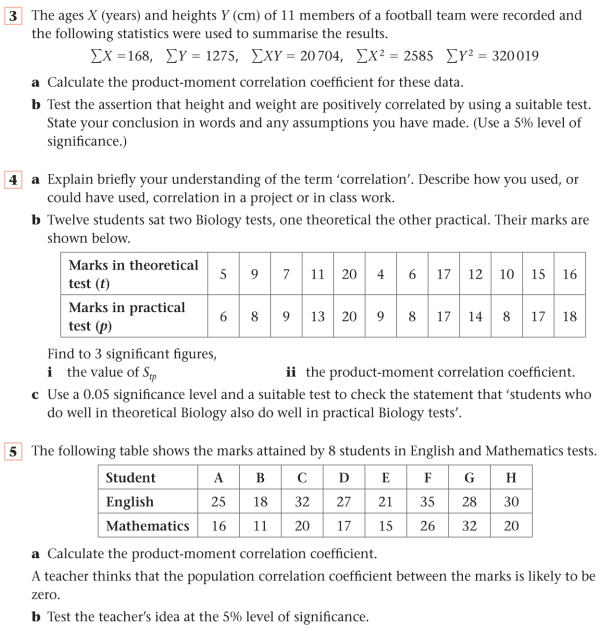 3 The ages X (years) and heights Y (cm) of 11 members of a football team were recorded and
the following statistics were used to summarise the results.
∑X =168, ∑Y = 1275, ∑XY = 20 704, ∑X² = 2585 ∑Y² = 320 019
a Calculate the product-moment correlation coefficient for these data.
b Test the assertion that height and weight are positively correlated by using a suitable test.
State your conclusion in words and any assumptions you have made. (Use a 5% level of
significance.)
4 a Explain briefly your understanding of the term ‘correlation’. Describe how you used, or
could have used, correlation in a project or in class work.
b Twelve students sat two Biology tests, one theoretical the other practical. Their marks are
shown below.
Marks in theoretical
test (t) 5 9 7 11 20 4 6 17 12 10 15 16
Marks in practical
test (p) 6 8 9 13 20 9 8 17 14 8 17 18
Find to 3 significant figures,
i the value of Sₜₚ ii the product-moment correlation coefficient.
c Use a 0.05 significance level and a suitable test to check the statement that ‘students who
do well in theoretical Biology also do well in practical Biology tests’.
5 The following table shows the marks attained by 8 students in English and Mathematics tests.
Student A B C D E F G H
English 25 18 32 27 21 35 28 30
Mathematics 16 11 20 17 15 26 32 20
a Calculate the product-moment correlation coefficient.
A teacher thinks that the population correlation coefficient between the marks is likely to be
zero.
b Test the teacher’s idea at the 5% level of significance.